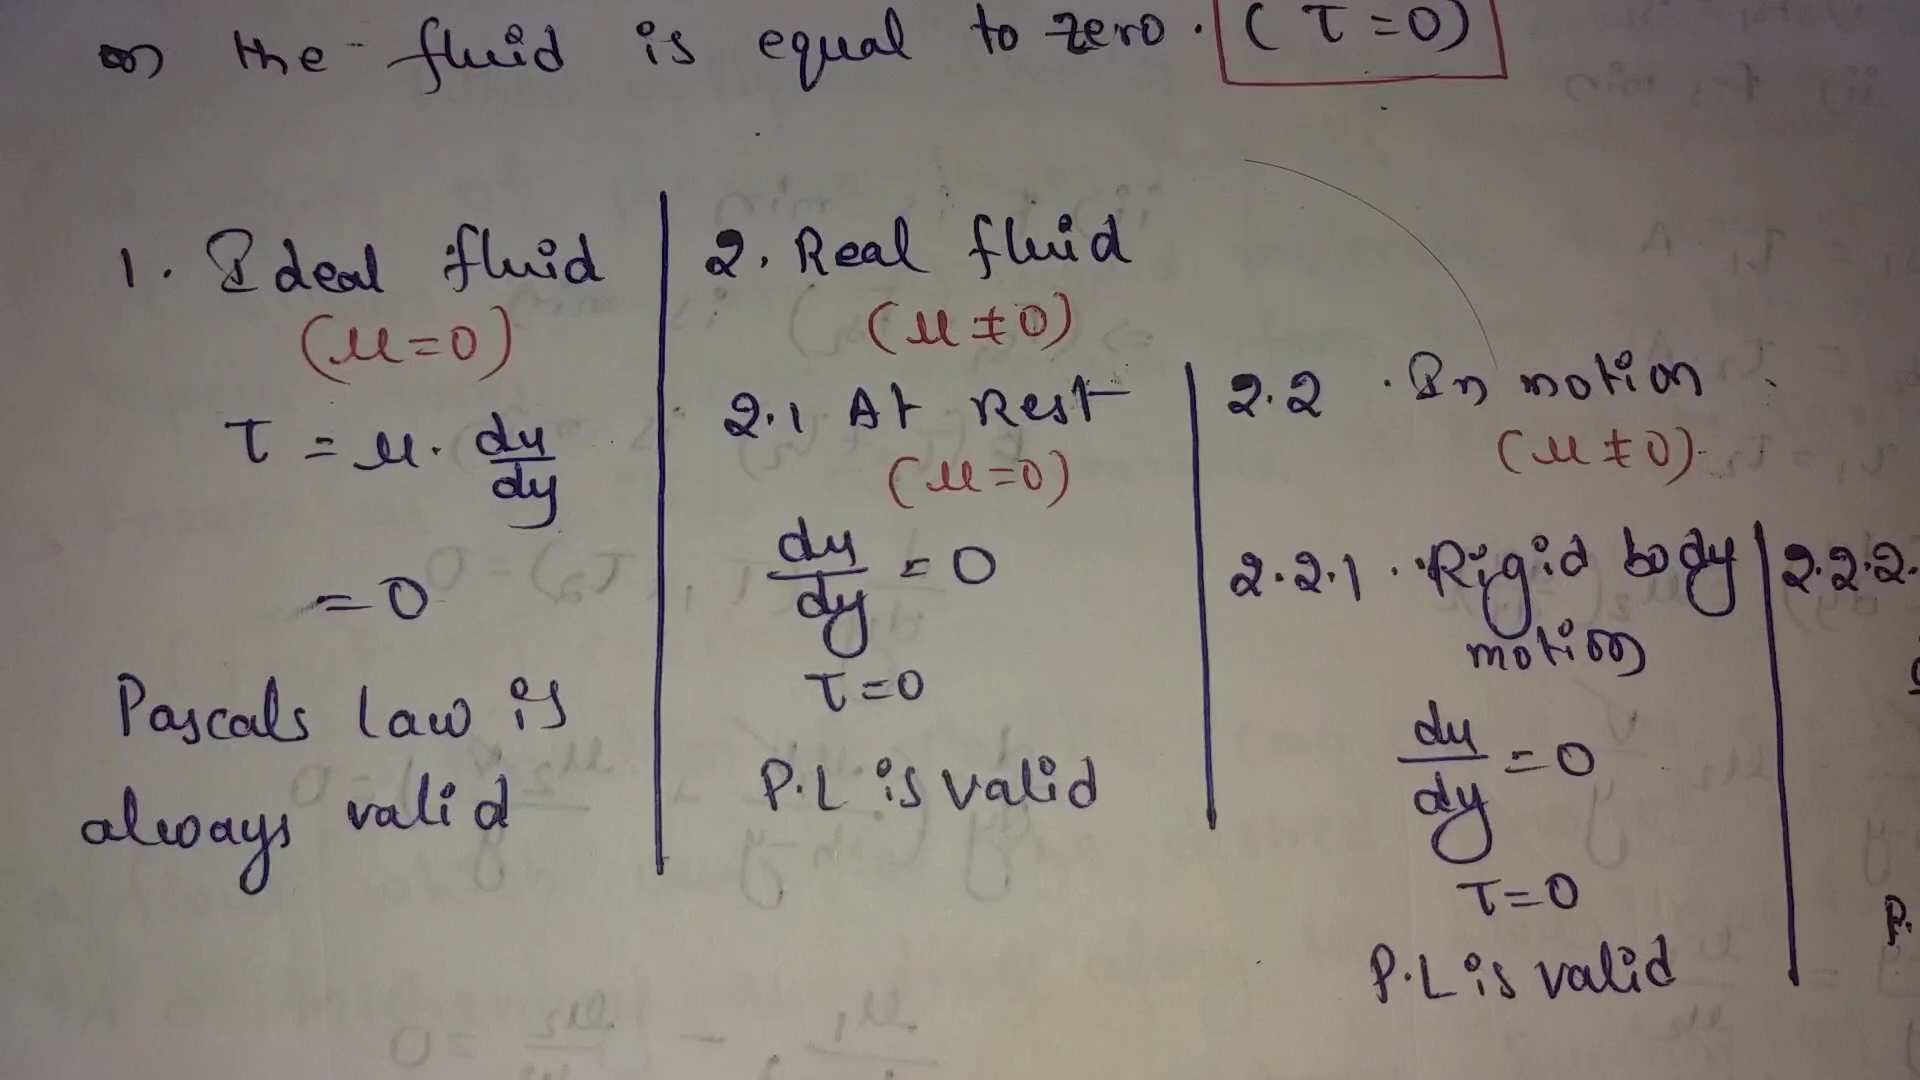 on the fluid is equal to zero. (τ=0)
1. Ideal fluid
(μ=0)
τ = μ. du/dy
=0
Pascals law is
always valid
2. Real fluid
(μ≠0)
2.1 At Rest
(μ=0)
du/dy = 0
τ=0
P.L is valid
2.2 . In motion
(μ≠0)
2.2.1 . Rigid body
motion
du/dy = 0
τ=0
P.L is valid
2.2.2.
P.